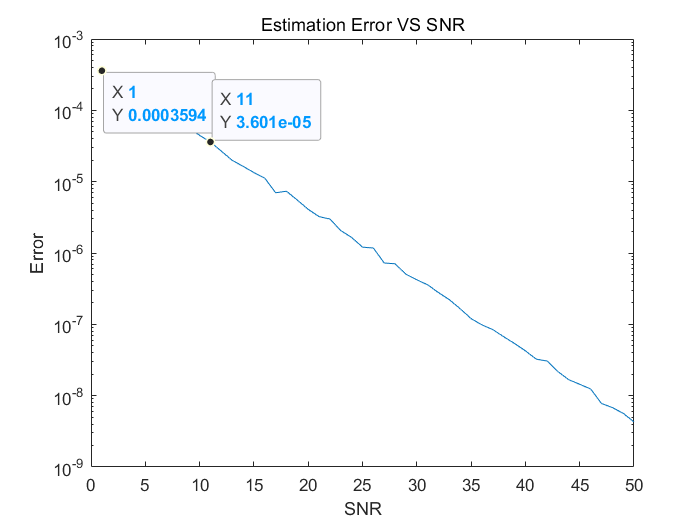 Estimation Error VS SNR
10-3
X 1
Y 0.0003594
X 11
Y 3.601e-05
10-4
10-5
10-6
10-7
10-8
10-9
Error
0 5 10 15 20 25 30 35 40 45 50
SNR